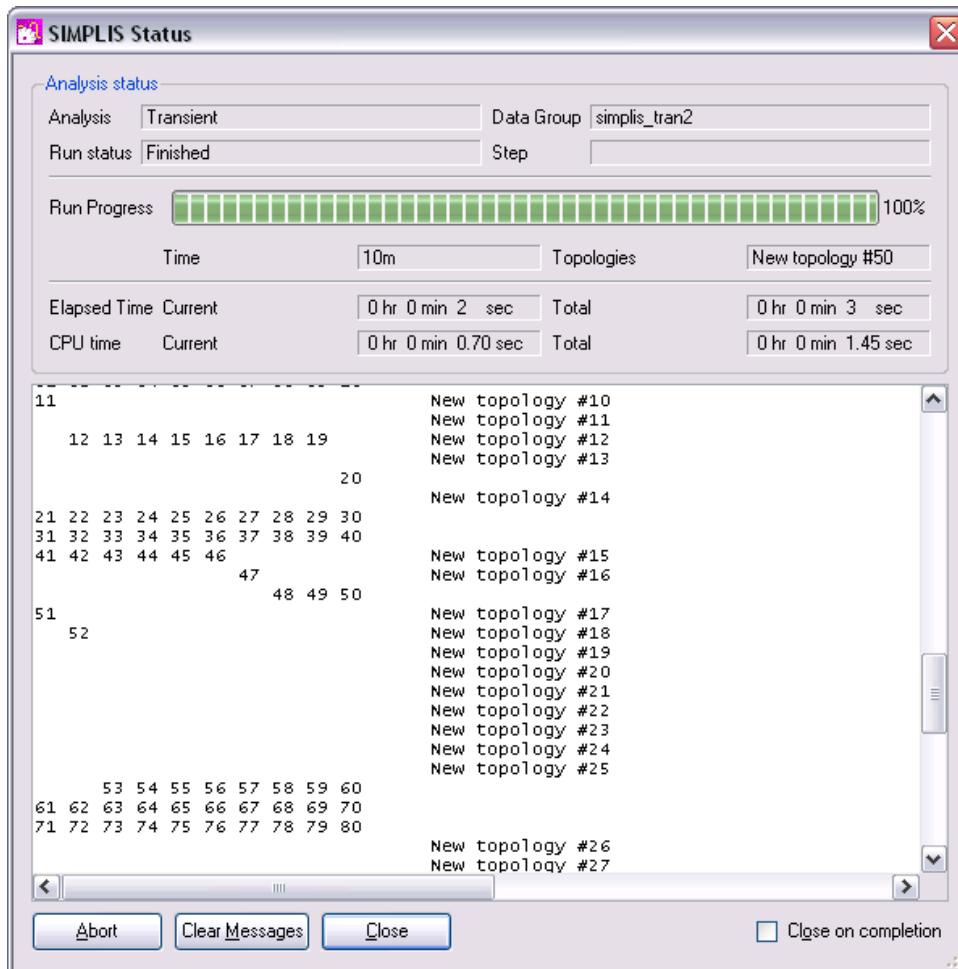 SIMPLIS Status
Analysis status
Analysis Transient Data Group simplis_tran2
Run status Finished Step
Run Progress 100%
Time 10m Topologies New topology #50
Elapsed Time Current 0 hr 0 min 2 sec Total 0 hr 0 min 3 sec
CPU time Current 0 hr 0 min 0.70 sec Total 0 hr 0 min 1.45 sec
11 New topology #10
New topology #11
12 13 14 15 16 17 18 19 New topology #12
New topology #13
20
New topology #14
21 22 23 24 25 26 27 28 29 30
31 32 33 34 35 36 37 38 39 40
41 42 43 44 45 46 New topology #15
47 New topology #16
48 49 50
51 New topology #17
52 New topology #18
New topology #19
New topology #20
New topology #21
New topology #22
New topology #23
New topology #24
New topology #25
53 54 55 56 57 58 59 60
61 62 63 64 65 66 67 68 69 70
71 72 73 74 75 76 77 78 79 80
New topology #26
New topology #27
Abort Clear Messages Close Close on completion